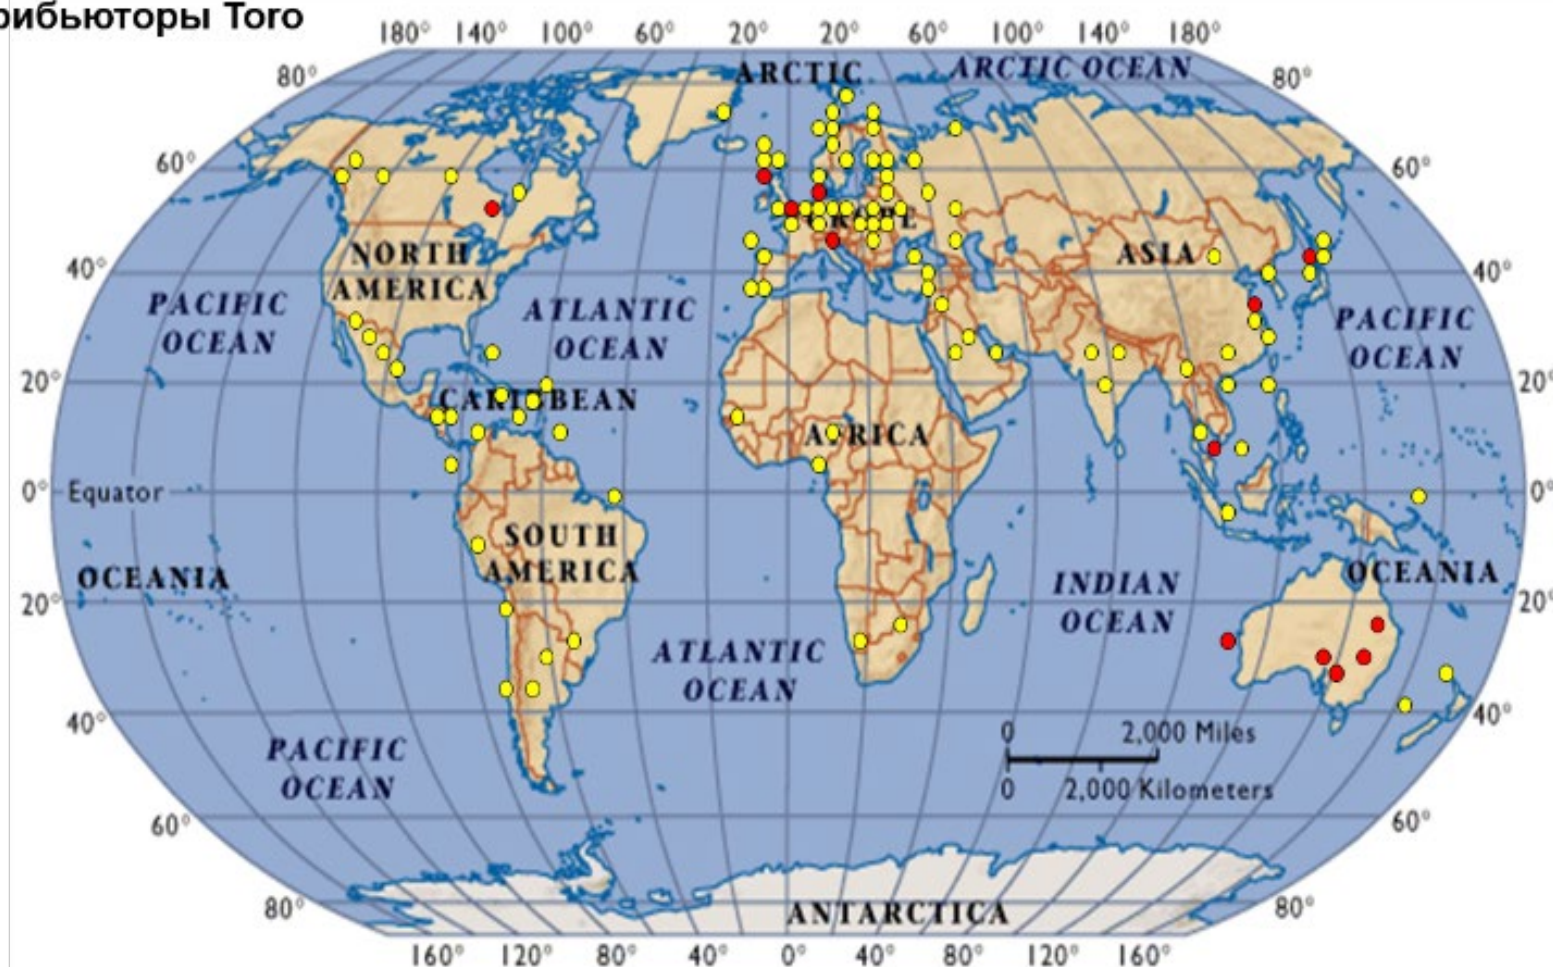 рибьюторы Того
180° 140° 100° 60° 20° 20° 60° 100° 140° 180°
ARCTIC
ARCTIC OCEAN
80° 80°
60° 60°
EUROPE
NORTH
AMERICA
ASIA
40° 40°
PACIFIC
OCEAN
ATLANTIC
OCEAN
PACIFIC
OCEAN
20° 20°
CARIBBEAN
AFRICA
0° Equator 0°
SOUTH
AMERICA
OCEANIA
OCEANIA
INDIAN
OCEAN
20° 20°
ATLANTIC
OCEAN
40° 40°
PACIFIC
OCEAN
0 2,000 Miles
0 2,000 Kilometers
60° 60°
80° 80°
ANTARCTICA
160° 120° 80° 40° 0° 40° 80° 120° 160°